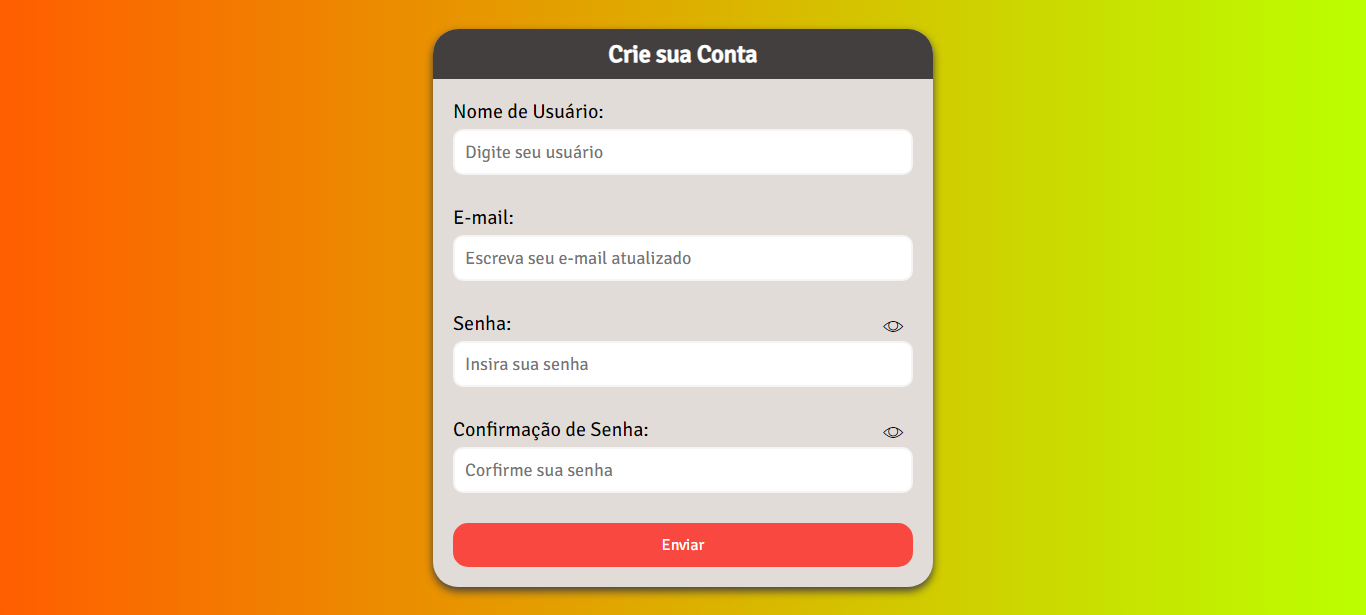 Crie sua Conta
Nome de Usuário:
Digite seu usuário
E-mail:
Escreva seu e-mail atualizado
Senha:
Insira sua senha
Confirmação de Senha:
Corfirme sua senha
Enviar